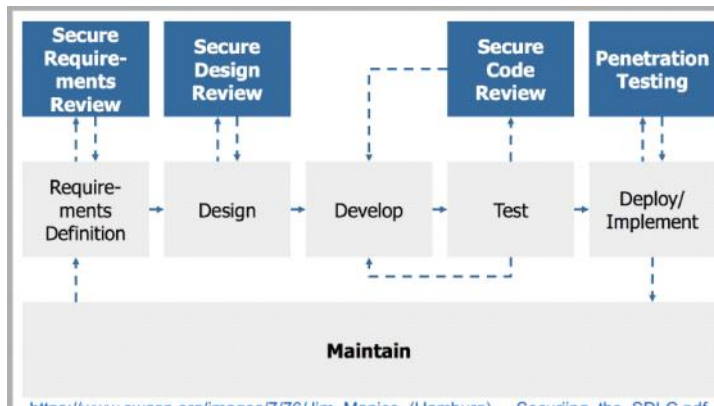 Secure
Require-
ments
Review
Secure
Design
Review
Secure
Code
Review
Penetration
Testing
Require-
ments
Definition
Design
Develop
Test
Deploy/
Implement
Maintain